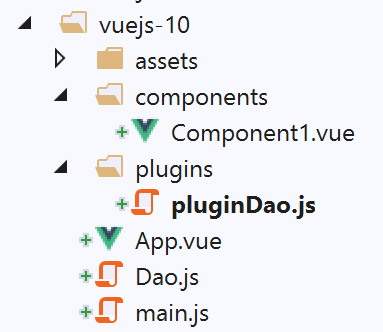 vuejs-10
assets
components
Component1.vue
plugins
pluginDao.js
App.vue
Dao.js
main.js